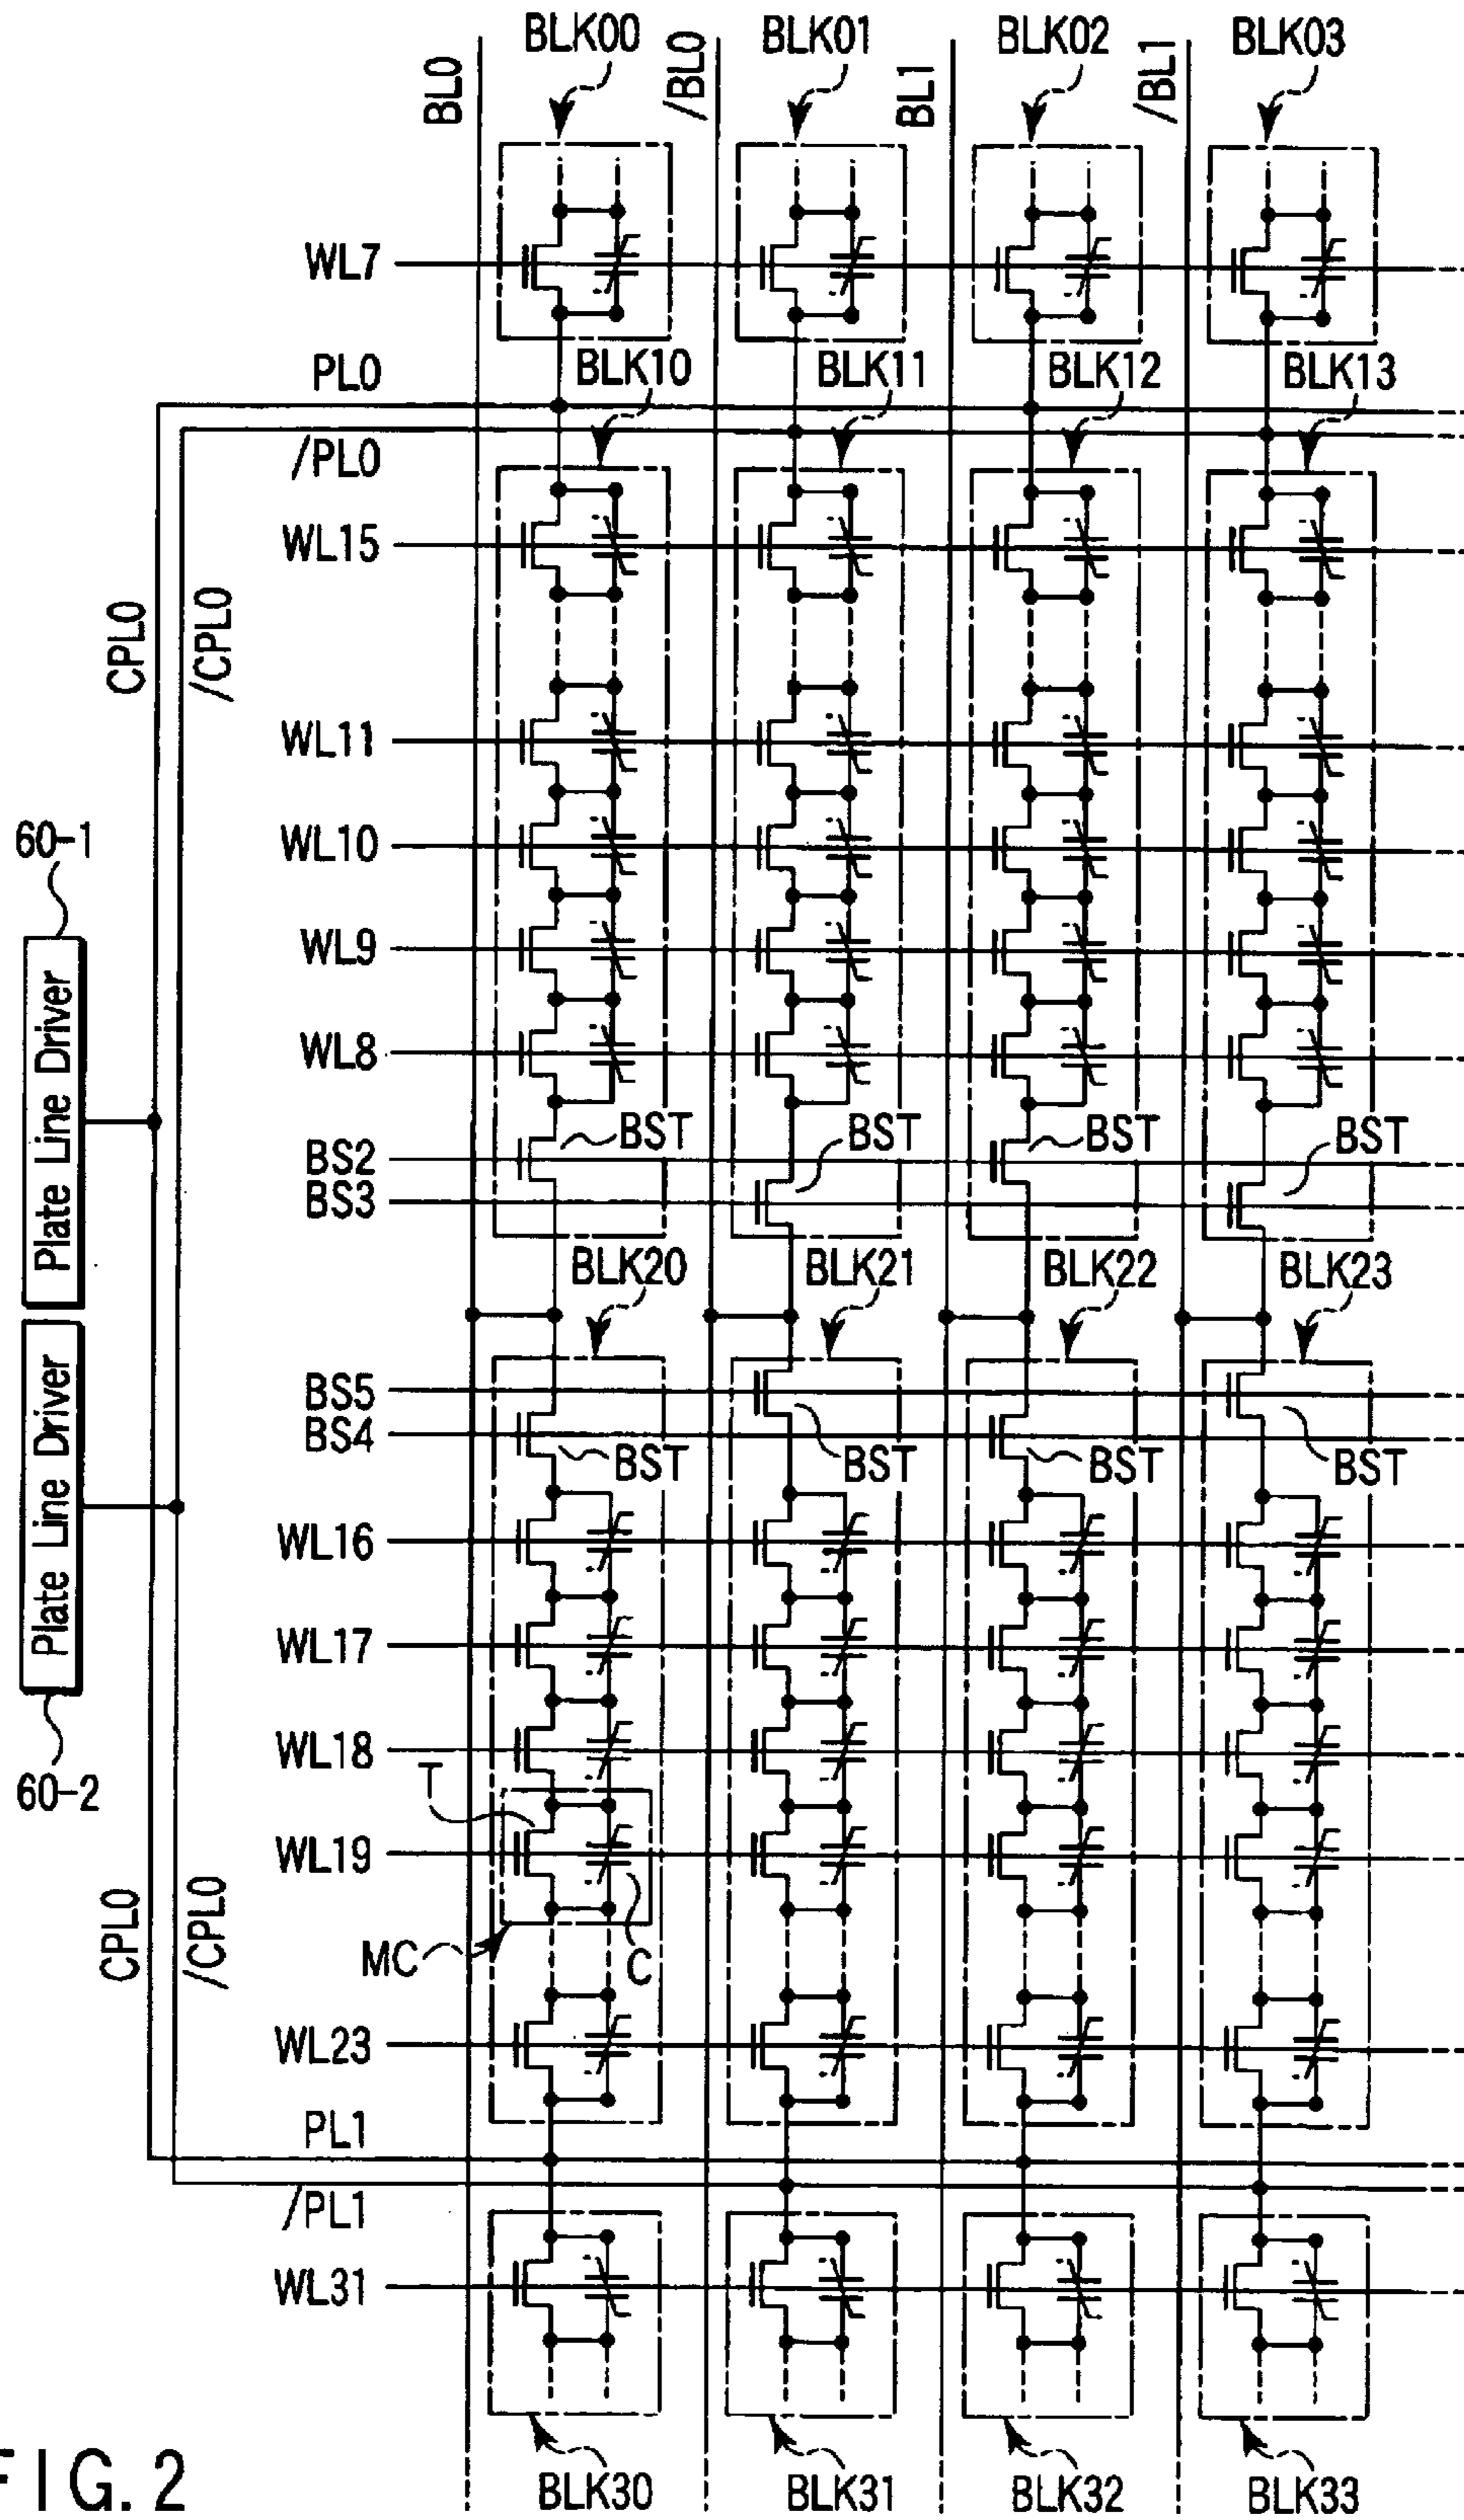 BLK00 BLK01 BLK02 BLK03
BL0 /BL0 BL1 /BL1
WL7
PL0 BLK10 BLK11 BLK12 BLK13
/PL0
WL15
CPL0 /CPL0
WL11
WL10
60-1
WL9
Plate Line Driver
WL8
BST BST BST BST
BS2
BS3
BLK20 BLK21 BLK22 BLK23
Plate Line Driver
BS5
BS4
BST BST BST BST
WL16
WL17
WL18
T
60-2
WL19
CPL0 /CPL0
MC C
WL23
PL1
/PL1
WL31
BLK30 BLK31 BLK32 BLK33
FIG. 2